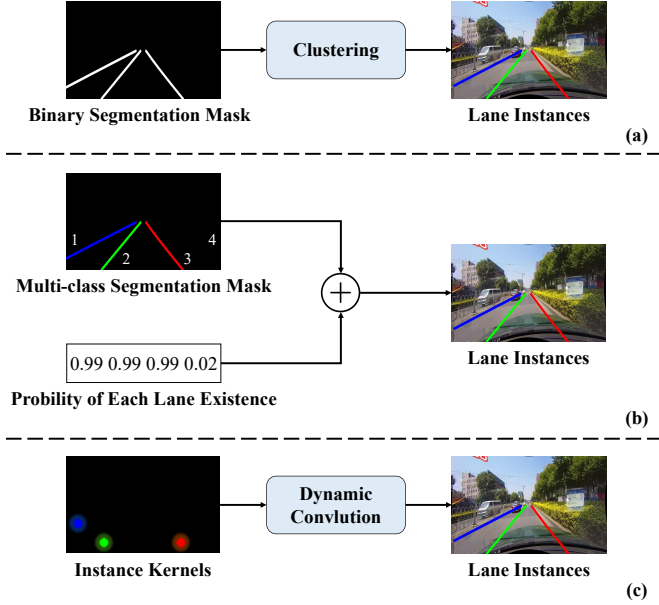 Clustering
Binary Segmentation Mask
Lane Instances
(a)
1
2
3
4
Multi-class Segmentation Mask
0.99 0.99 0.99 0.02
Probility of Each Lane Existence
Lane Instances
(b)
Dynamic
Convlution
Instance Kernels
Lane Instances
(c)